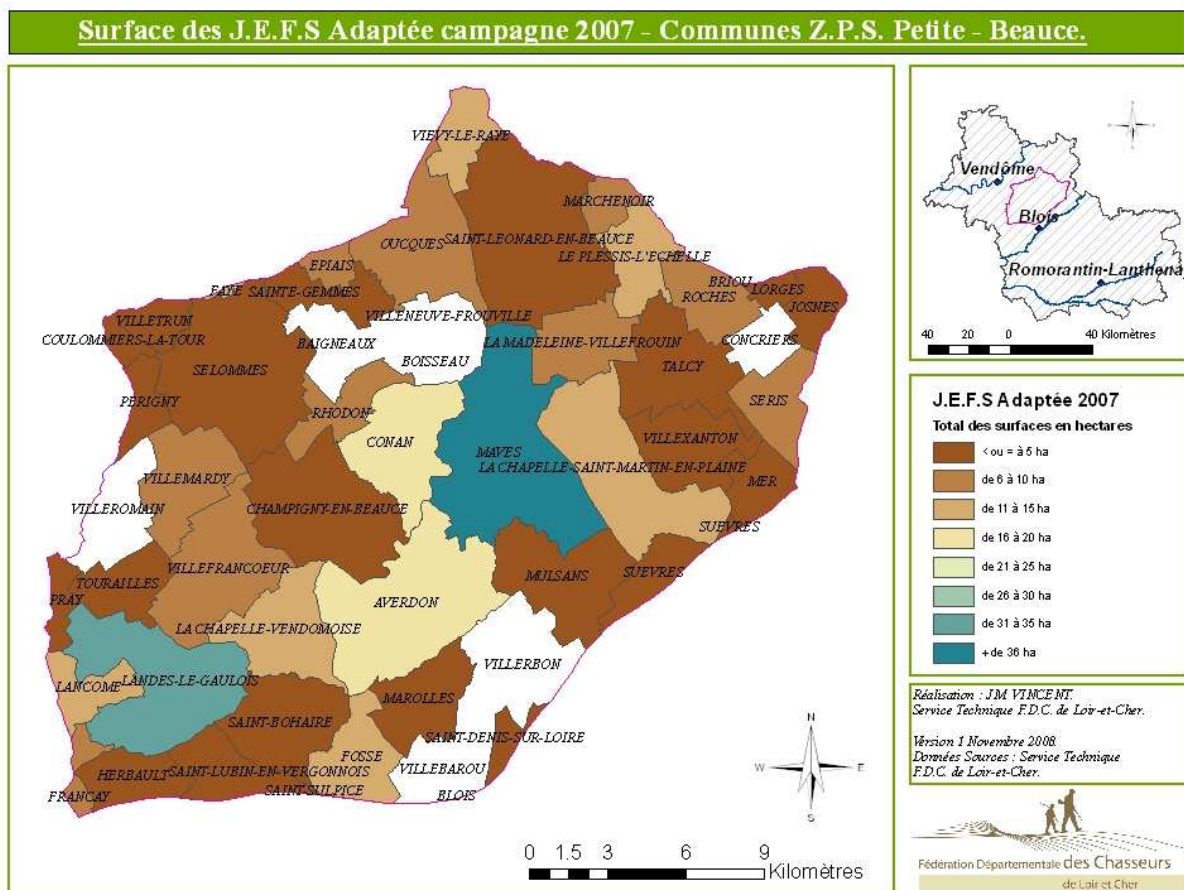 Surface des J.E.F.S Adaptée campagne 2007 - Communes Z.P.S. Petite - Beauce.
VIEVY-LE-RAYE
MARCHENOIR
OUCQUES
SAINT-LEONARD-EN-BEAUCE
LE PLESSIS-L'ECHELLE
EPIAIS
BRIOU
ROCHES
LORGES
JOSNES
FAYE
SAINTE-GEMMES
VILLETRUN
COULOMMIERS-LA-TOUR
VILLENEUVE-FROUVILLE
BAIGNEAUX
BOISSEAU
LA MADELEINE-VILLEFROUIN
CONCRIERS
TALCY
SELOMMES
PERIGNY
RHODON
SERIS
CONAN
MAVES
VILLEXANTON
LA CHAPELLE-SAINT-MARTIN-EN-PLAINE
MER
VILLEMARDY
VILLEROMAIN
CHAMPIGNY-EN-BEAUCE
SUEVRES
VILLEFRANCOEUR
TOURAILLES
PRAY
MULSANS
SUEVRES
AVERDON
LA CHAPELLE-VENDOMOISE
VILLERBON
LANCOME
LANDES-LE-GAULOIS
MAROLLES
SAINT-BOHAIRE
SAINT-DENIS-SUR-LOIRE
FOSSE
VILLEBAROU
HERBAULT
SAINT-LUBIN-EN-VERGONNOIS
SAINT-SULPICE
BLOIS
FRANCAY
N
W
E
S
0 1.5 3 6 9
Kilomètres
Vendôme
Blois
Romorantin-Lanthenay
40 20 0 40 Kilomètres
J.E.F.S Adaptée 2007
Total des surfaces en hectares
< ou = à 5 ha
de 6 à 10 ha
de 11 à 15 ha
de 16 à 20 ha
de 21 à 25 ha
de 26 à 30 ha
de 31 à 35 ha
+ de 36 ha
Réalisation : J.M VINCENT.
Service Technique F.D.C. de Loir-et-Cher.
Version 1 Novembre 2008.
Données Sources : Service Technique
F.D.C. de Loir-et-Cher.
Fédération Départementale des Chasseurs
de Loir et Cher